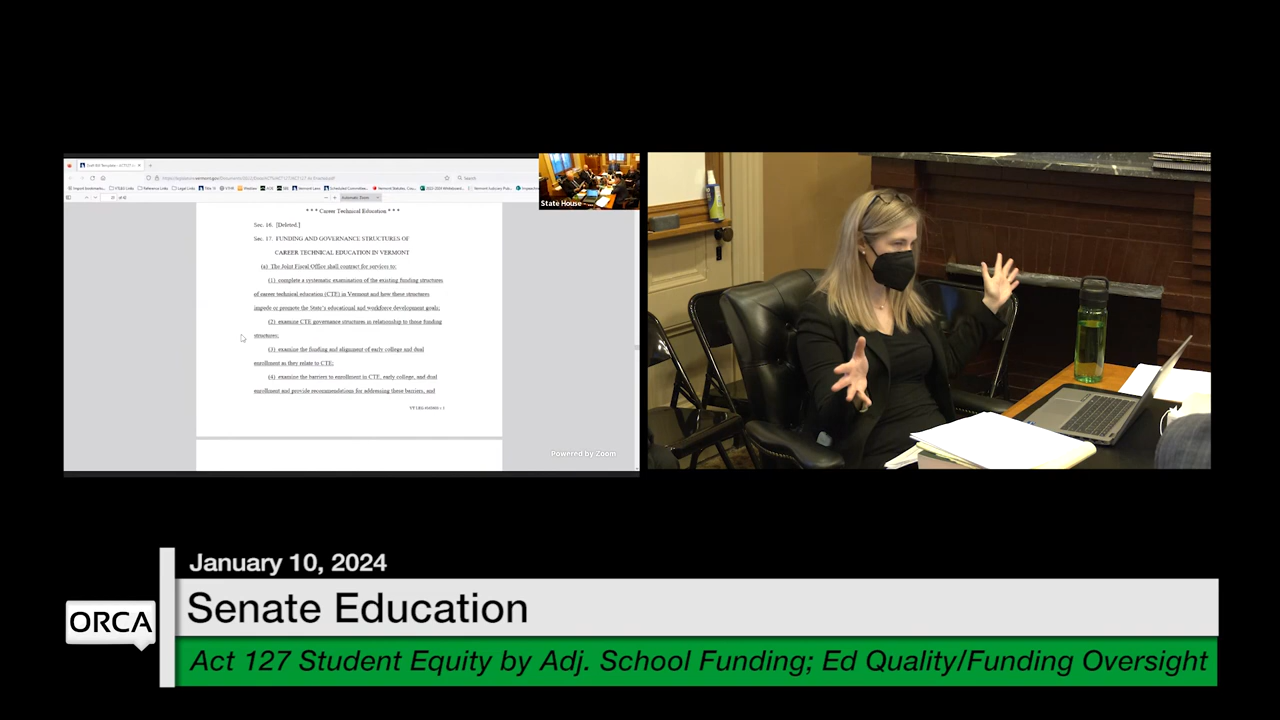 State House - ...
* * * Career Technical Education * * *
Sec. 16. [Deleted.]
Sec. 17. FUNDING AND GOVERNANCE STRUCTURES OF
CAREER TECHNICAL EDUCATION IN VERMONT
(a) The Joint Fiscal Office shall contract for services to:
(1) complete a systematic examination of the existing funding structures
of career technical education (CTE) in Vermont and how these structures
impede or promote the State's educational and workforce development goals;
(2) examine CTE governance structures in relationship to those funding
structures;
(3) examine the funding and alignment of early college and dual
enrollment as they relate to CTE;
(4) examine the barriers to enrollment in CTE, early college, and dual
enrollment and provide recommendations for addressing these barriers, and
Powered by Zoom
January 10, 2024
Senate Education
ORCA
Act 127 Student Equity by Adj. School Funding; Ed Quality/Funding Oversight